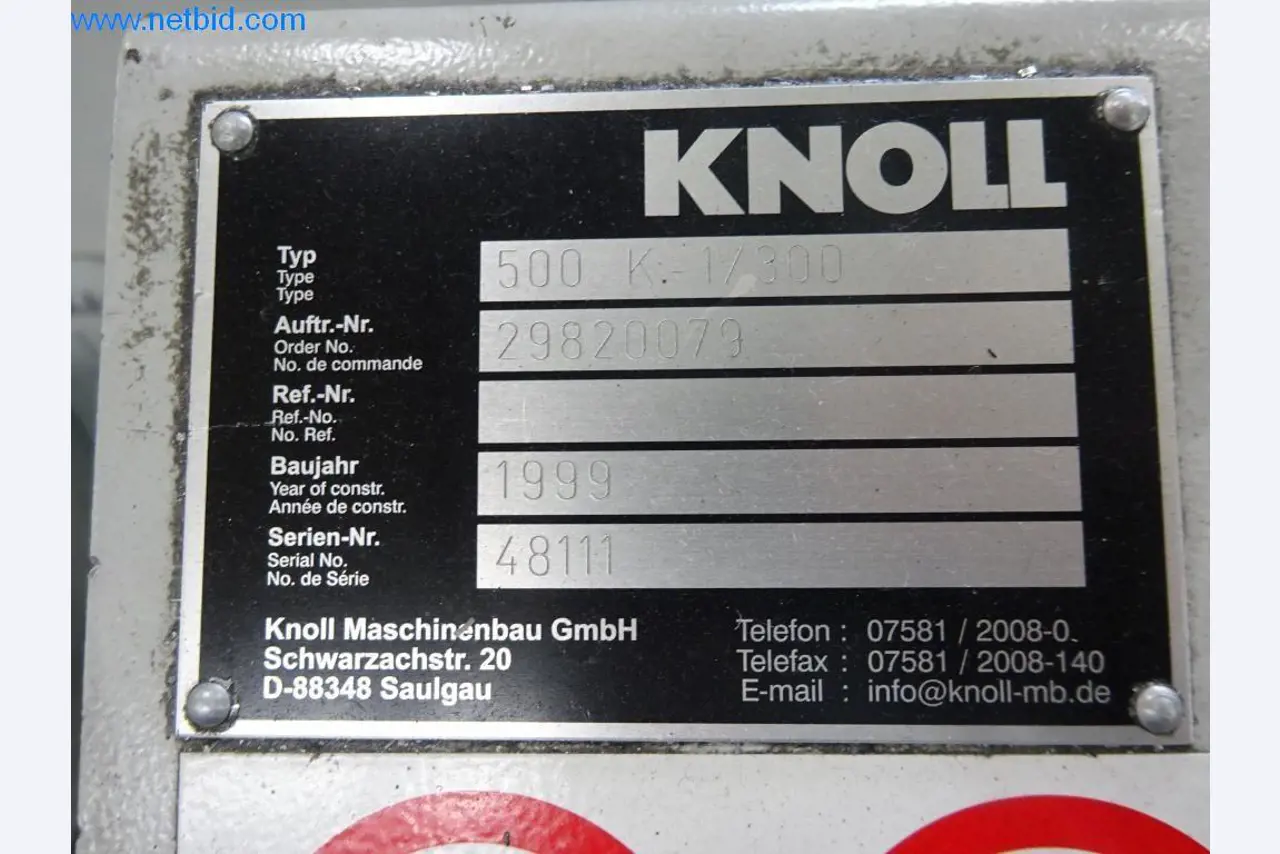 www.netbid.com
KNOLL
Typ 500 K-1/300
Type
Type
Auftr.-Nr. 29820079
Order No.
No. de commande
Ref.-Nr.
Ref.-No.
No. Ref.
Baujahr 1999
Year of constr.
Année de constr.
Serien-Nr. 48111
Serial No.
No. de Série
Knoll Maschinenbau GmbH
Schwarzachstr. 20
D-88348 Saulgau
Telefon : 07581 / 2008-0
Telefax : 07581 / 2008-140
E-mail : info@knoll-mb.de